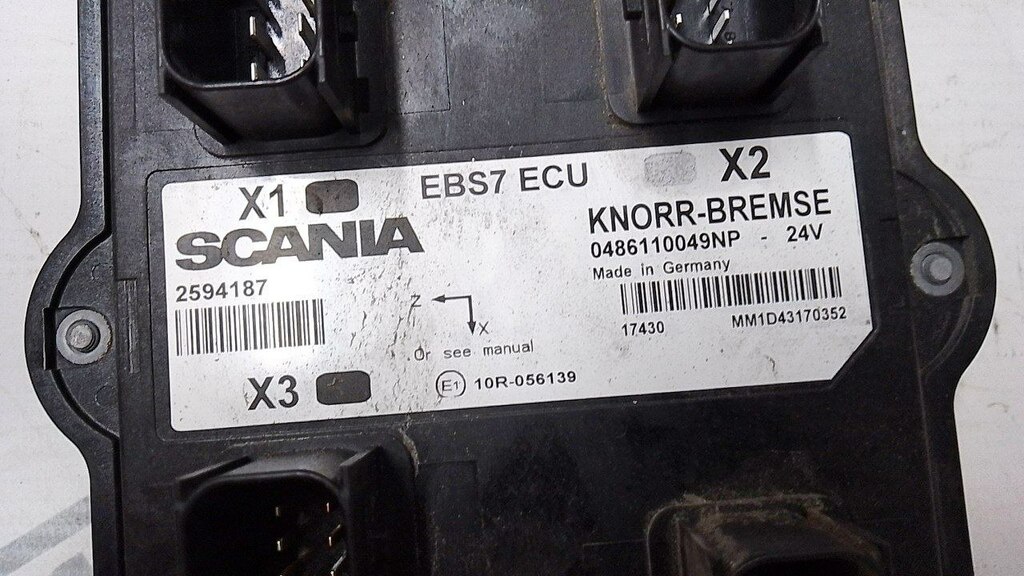 X1 EBS7 ECU X2
SCANIA
2594187
KNORR-BREMSE
0486110049NP - 24V
Made in Germany
17430 MM1D43170352
Z
X
Or see manual
X3
E1 10R-056139